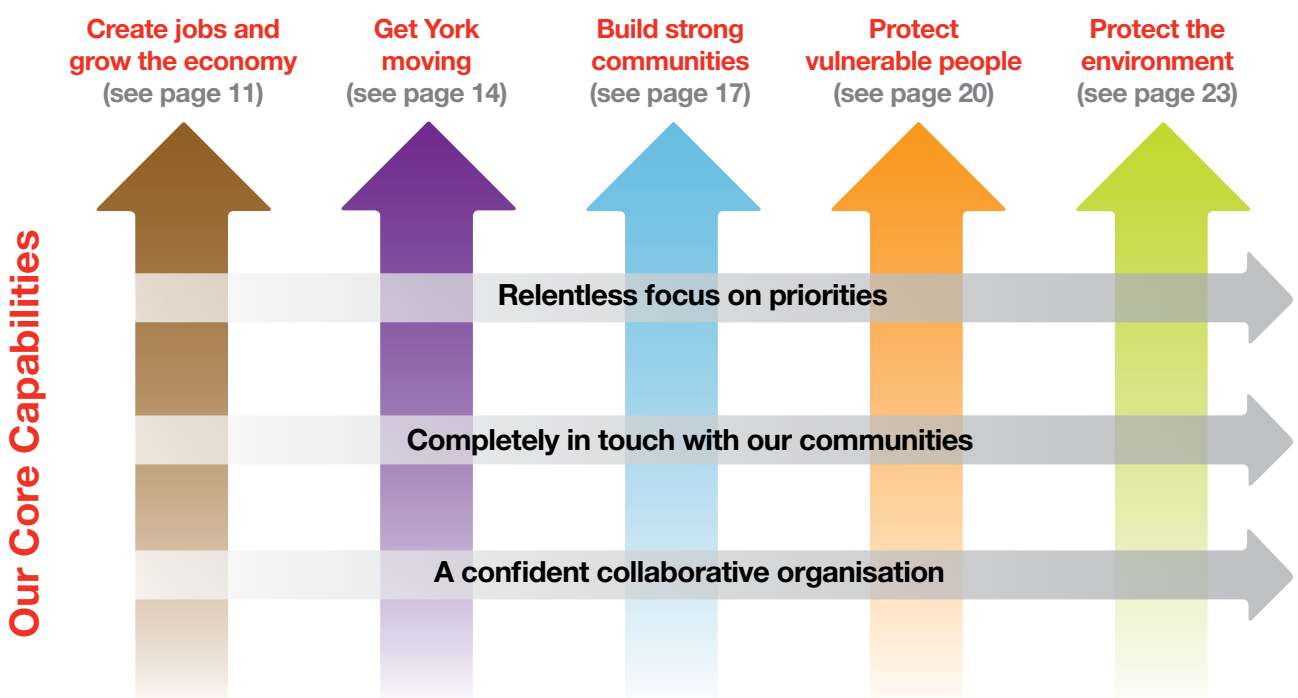 Create jobs and
grow the economy
(see page 11)
Get York
moving
(see page 14)
Build strong
communities
(see page 17)
Protect
vulnerable people
(see page 20)
Protect the
environment
(see page 23)
Our Core Capabilities
Relentless focus on priorities
Completely in touch with our communities
A confident collaborative organisation